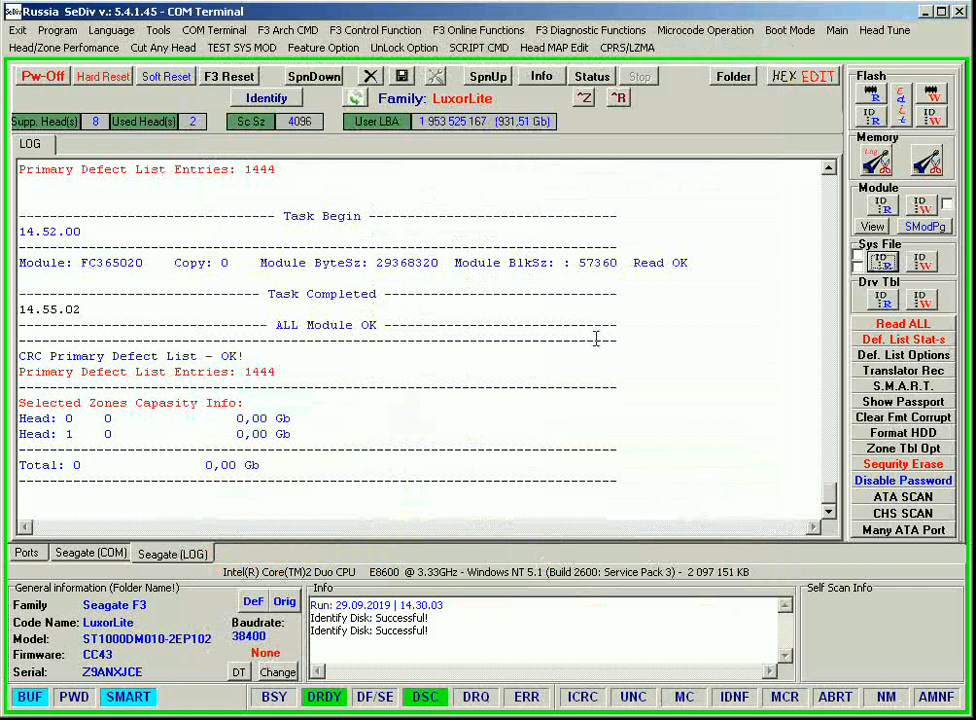 SeDiv Russia SeDiv v.: 5.4.1.45 - COM Terminal
Exit Program Language Tools COM Terminal F3 Arch CMD F3 Control Function F3 Online Functions F3 Diagnostic Functions Microcode Operation Boot Mode Main Head Tune
Head/Zone Perfomance Cut Any Head TEST SYS MOD Feature Option UnLock Option SCRIPT CMD Head MAP Edit CPRS/LZMA
Pw-Off Hard Reset Soft Reset F3 Reset SpnDown SpnUp Info Status Stop Folder HEX EDIT
Identify Family: LuxorLite ^Z ^R
Supp. Head(s) 8 Used Head(s) 2 Sc Sz 4096 User LBA 1 953 525 167 (931,51 Gb)
LOG
Primary Defect List Entries: 1444
--------------------------------- Task Begin --------------------------------
14.52.00
Module: FC365020 Copy: 0 Module ByteSz: 29368320 Module BlkSz: : 57360 Read OK
------------------------------- Task Completed ------------------------------
14.55.02
-------------------------------- ALL Module OK ------------------------------
CRC Primary Defect List - OK!
Primary Defect List Entries: 1444
Selected Zones Capasity Info:
Head: 0 0 0,00 Gb
Head: 1 0 0,00 Gb
Total: 0 0,00 Gb
Flash
R
Edit
W
ID R
ID W
Memory
Log
Module
ID R
ID W
View SModPg
Sys File
ID R
ID W
Drv Tbl
ID R
ID W
Read ALL
Def. List Stat-s
Def. List Options
Translator Rec
S.M.A.R.T.
Show Passport
Clear Fmt Corrupt
Format HDD
Zone Tbl Opt
Sequrity Erase
Disable Password
ATA SCAN
CHS SCAN
Many ATA Port
Ports Seagate (COM) Seagate (LOG)
Intel(R) Core(TM)2 Duo CPU E8600 @ 3.33GHz - Windows NT 5.1 (Build 2600: Service Pack 3) - 2 097 151 KB
General information (Folder Name!)
Family Seagate F3 DeF Orig
Code Name: LuxorLite Baudrate:
Model: ST1000DM010-2EP102 38400
Firmware: CC43 None
Serial: Z9ANXJCE DT Change
Info
Run: 29.09.2019 | 14.30.03
Identify Disk: Successful!
Identify Disk: Successful!
Self Scan Info
BUF PWD SMART BSY DRDY DF/SE DSC DRQ ERR ICRC UNC MC IDNF MCR ABRT NM AMNF